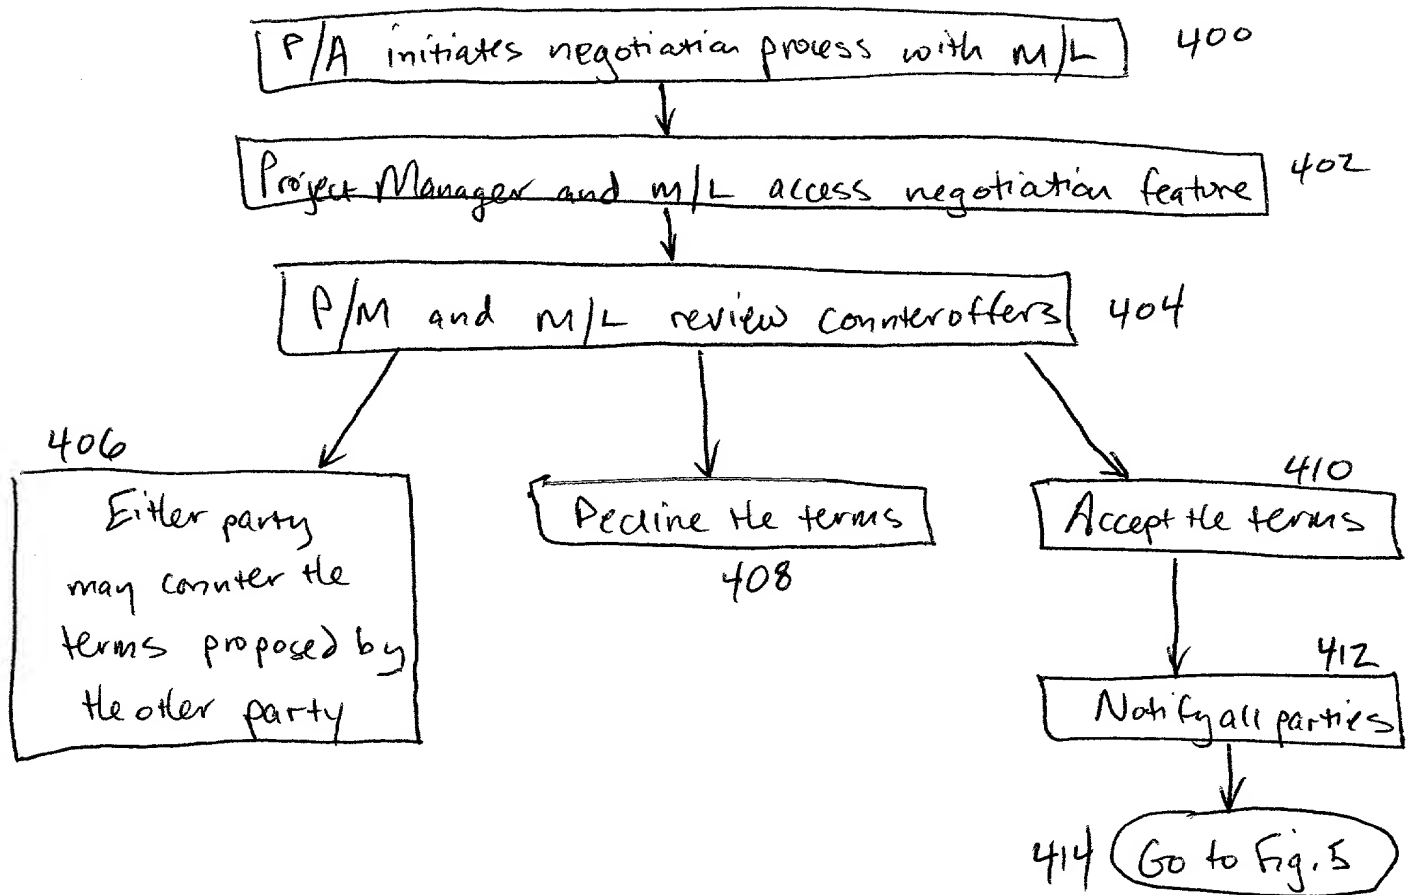 P/A initiates negotiation process with M/L 400
Project Manager and M/L access negotiation feature 402
P/M and M/L review counteroffers 404
406
Either party
may counter the
terms proposed by
the other party
Decline the terms
408
410
Accept the terms
412
Notify all parties
414 Go to Fig. 5